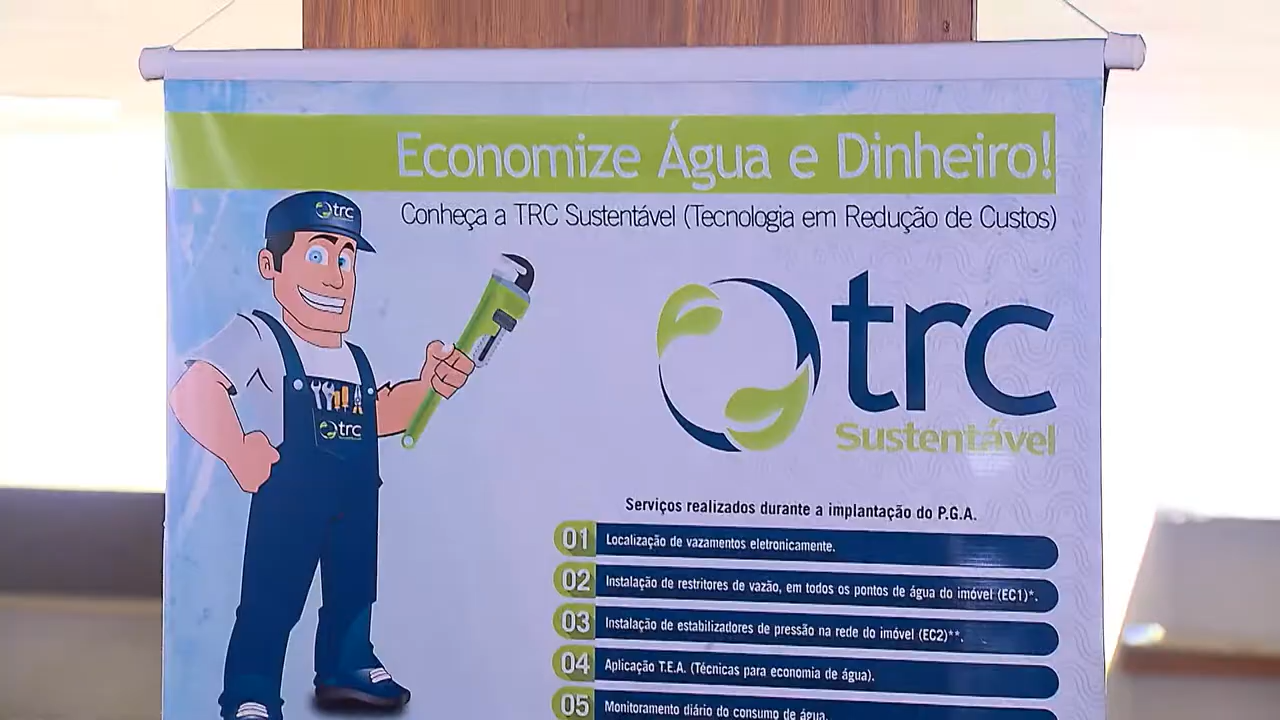 Economize Água e Dinheiro!
Conheça a TRC Sustentável (Tecnologia em Redução de Custos)
trc
trc
Sustentável
trc
Serviços realizados durante a implantação do P.G.A.
01 Localização de vazamentos eletronicamente.
02 Instalação de restritores de vazão, em todos os pontos de água do imóvel (EC1)*.
03 Instalação de estabilizadores de pressão na rede do imóvel (EC2)**.
04 Aplicação T.E.A. (Técnicas para economia de água).
05 Monitoramento diário do consumo de água.